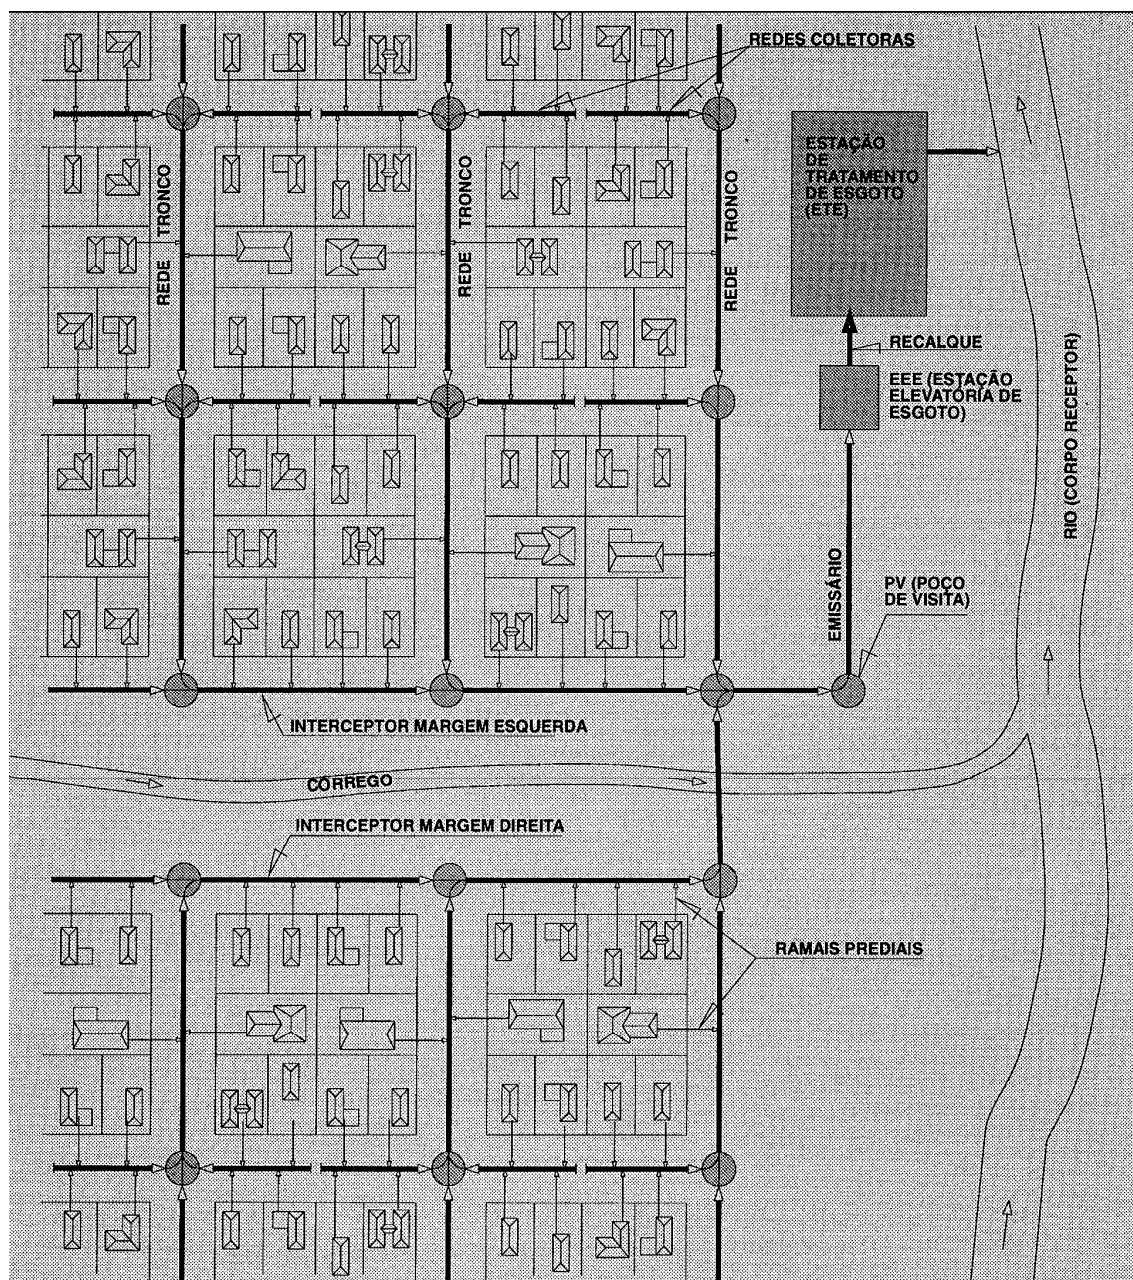 REDES COLETORAS
ESTAÇÃO
DE
TRATAMENTO
DE ESGOTO
(ETE)
REDE TRONCO
REDE TRONCO
REDE TRONCO
RECALQUE
EEE (ESTAÇÃO
ELEVATÓRIA DE
ESGOTO)
RIO (CORPO RECEPTOR)
EMISSÁRIO
PV (POÇO
DE VISITA)
INTERCEPTOR MARGEM ESQUERDA
CÓRREGO
INTERCEPTOR MARGEM DIREITA
RAMAIS PREDIAIS